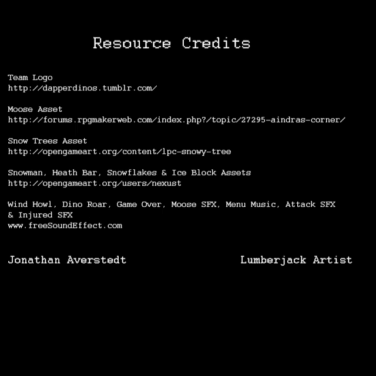 Resource Credits
Team Logo
http://dapperdinos.tumblr.com/
Moose Asset
http://forums.rpgmakerweb.com/index.php?/topic/27295-aindras-corner/
Snow Trees Asset
http://opengameart.org/content/lpc-snowy-tree
Snowman, Heath Bar, Snowflakes & Ice Block Assets
http://opengameart.org/users/nexust
Wind Howl, Dino Roar, Game Over, Moose SFX, Menu Music, Attack SFX
& Injured SFX
www.freeSoundEffect.com
Jonathan Averstedt Lumberjack Artist